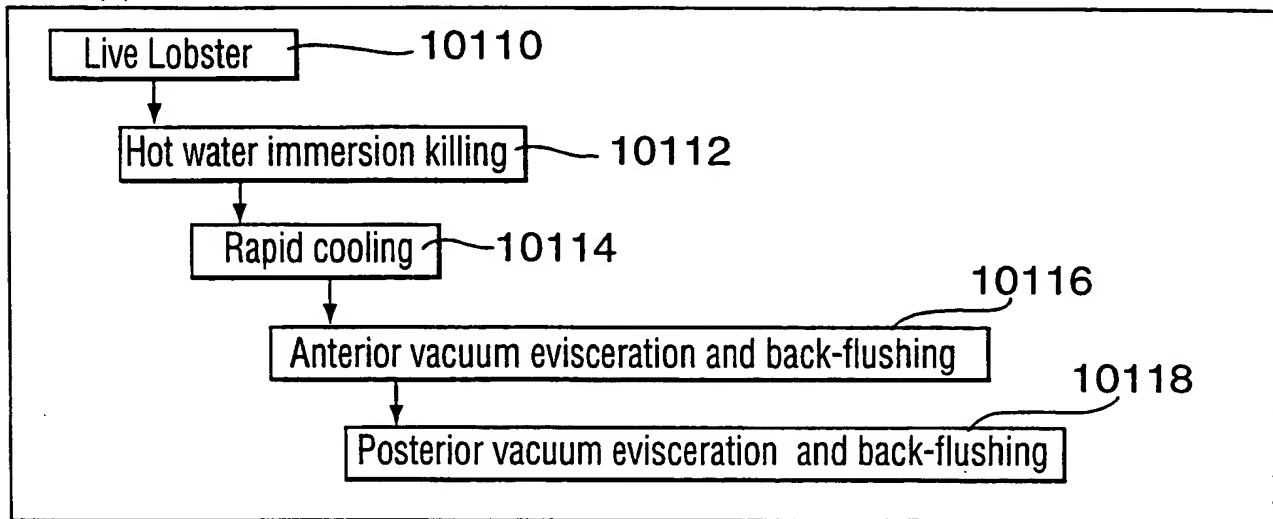 Live Lobster 10110
Hot water immersion killing 10112
Rapid cooling 10114
10116
Anterior vacuum evisceration and back-flushing
10118
Posterior vacuum evisceration and back-flushing